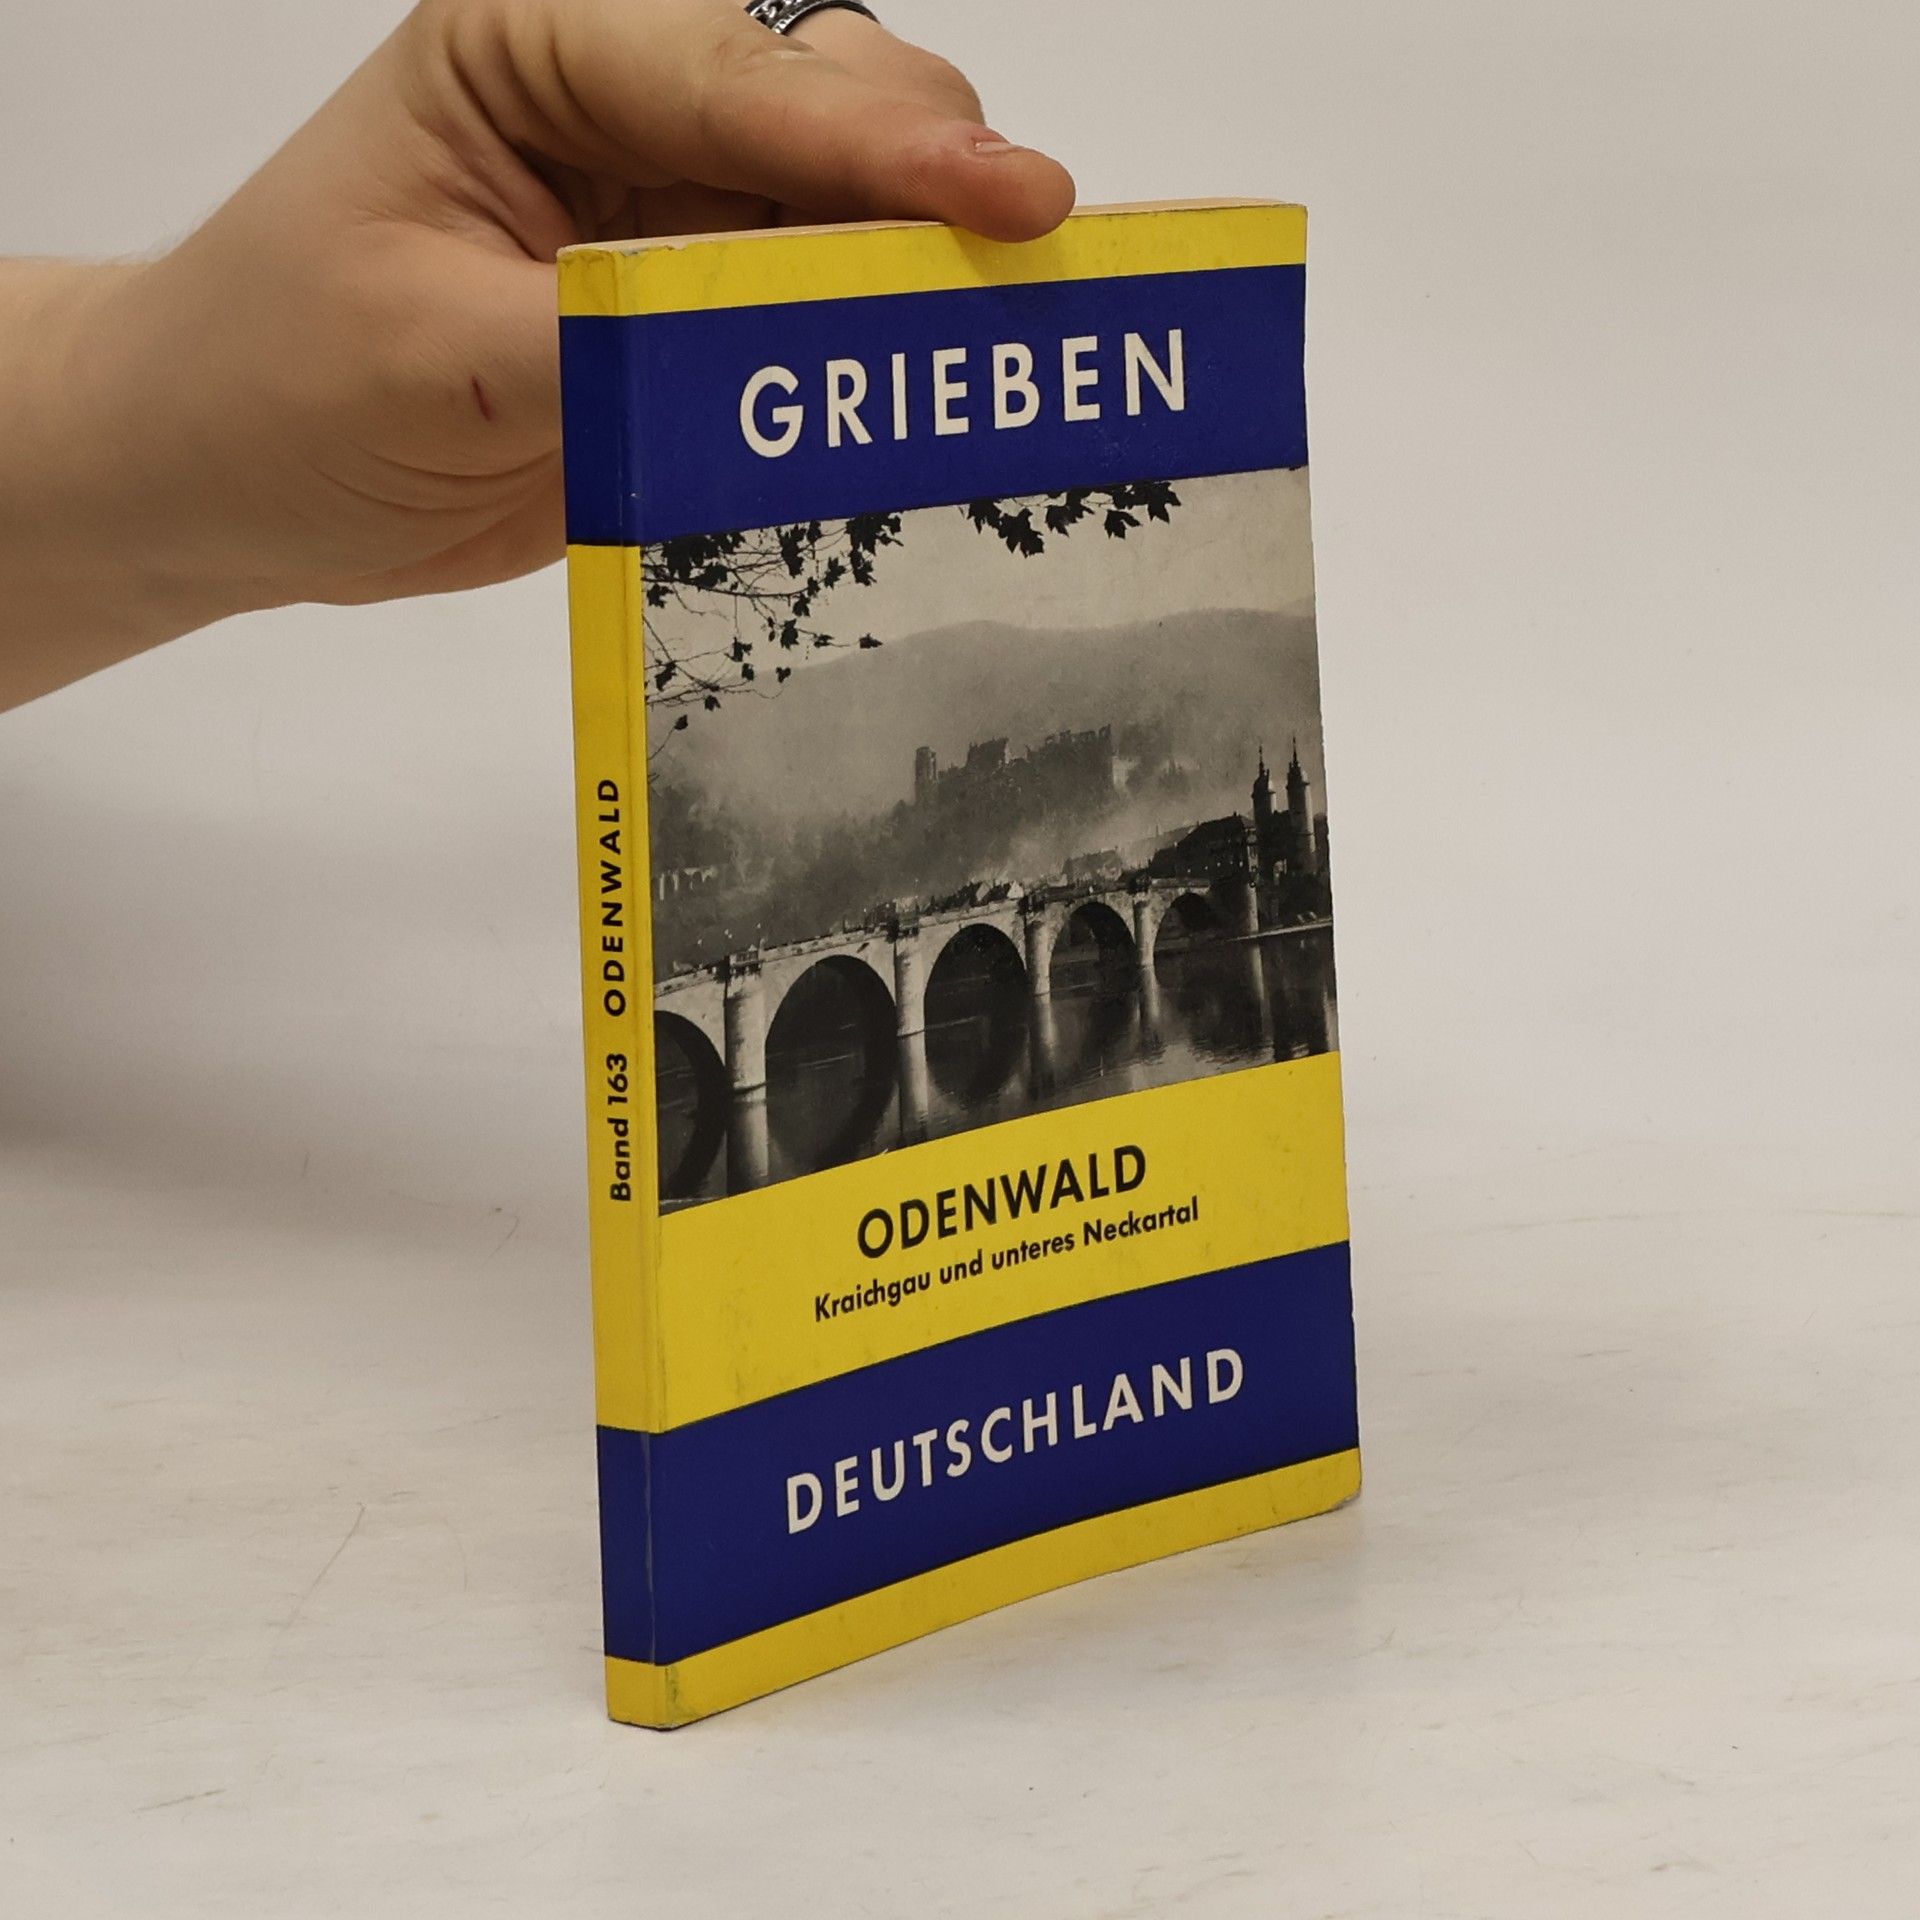 GRIEBEN
ODENWALD
Kraichgau und unteres Neckartal
DEUTSCHLAND
Band 163 ODENWALD